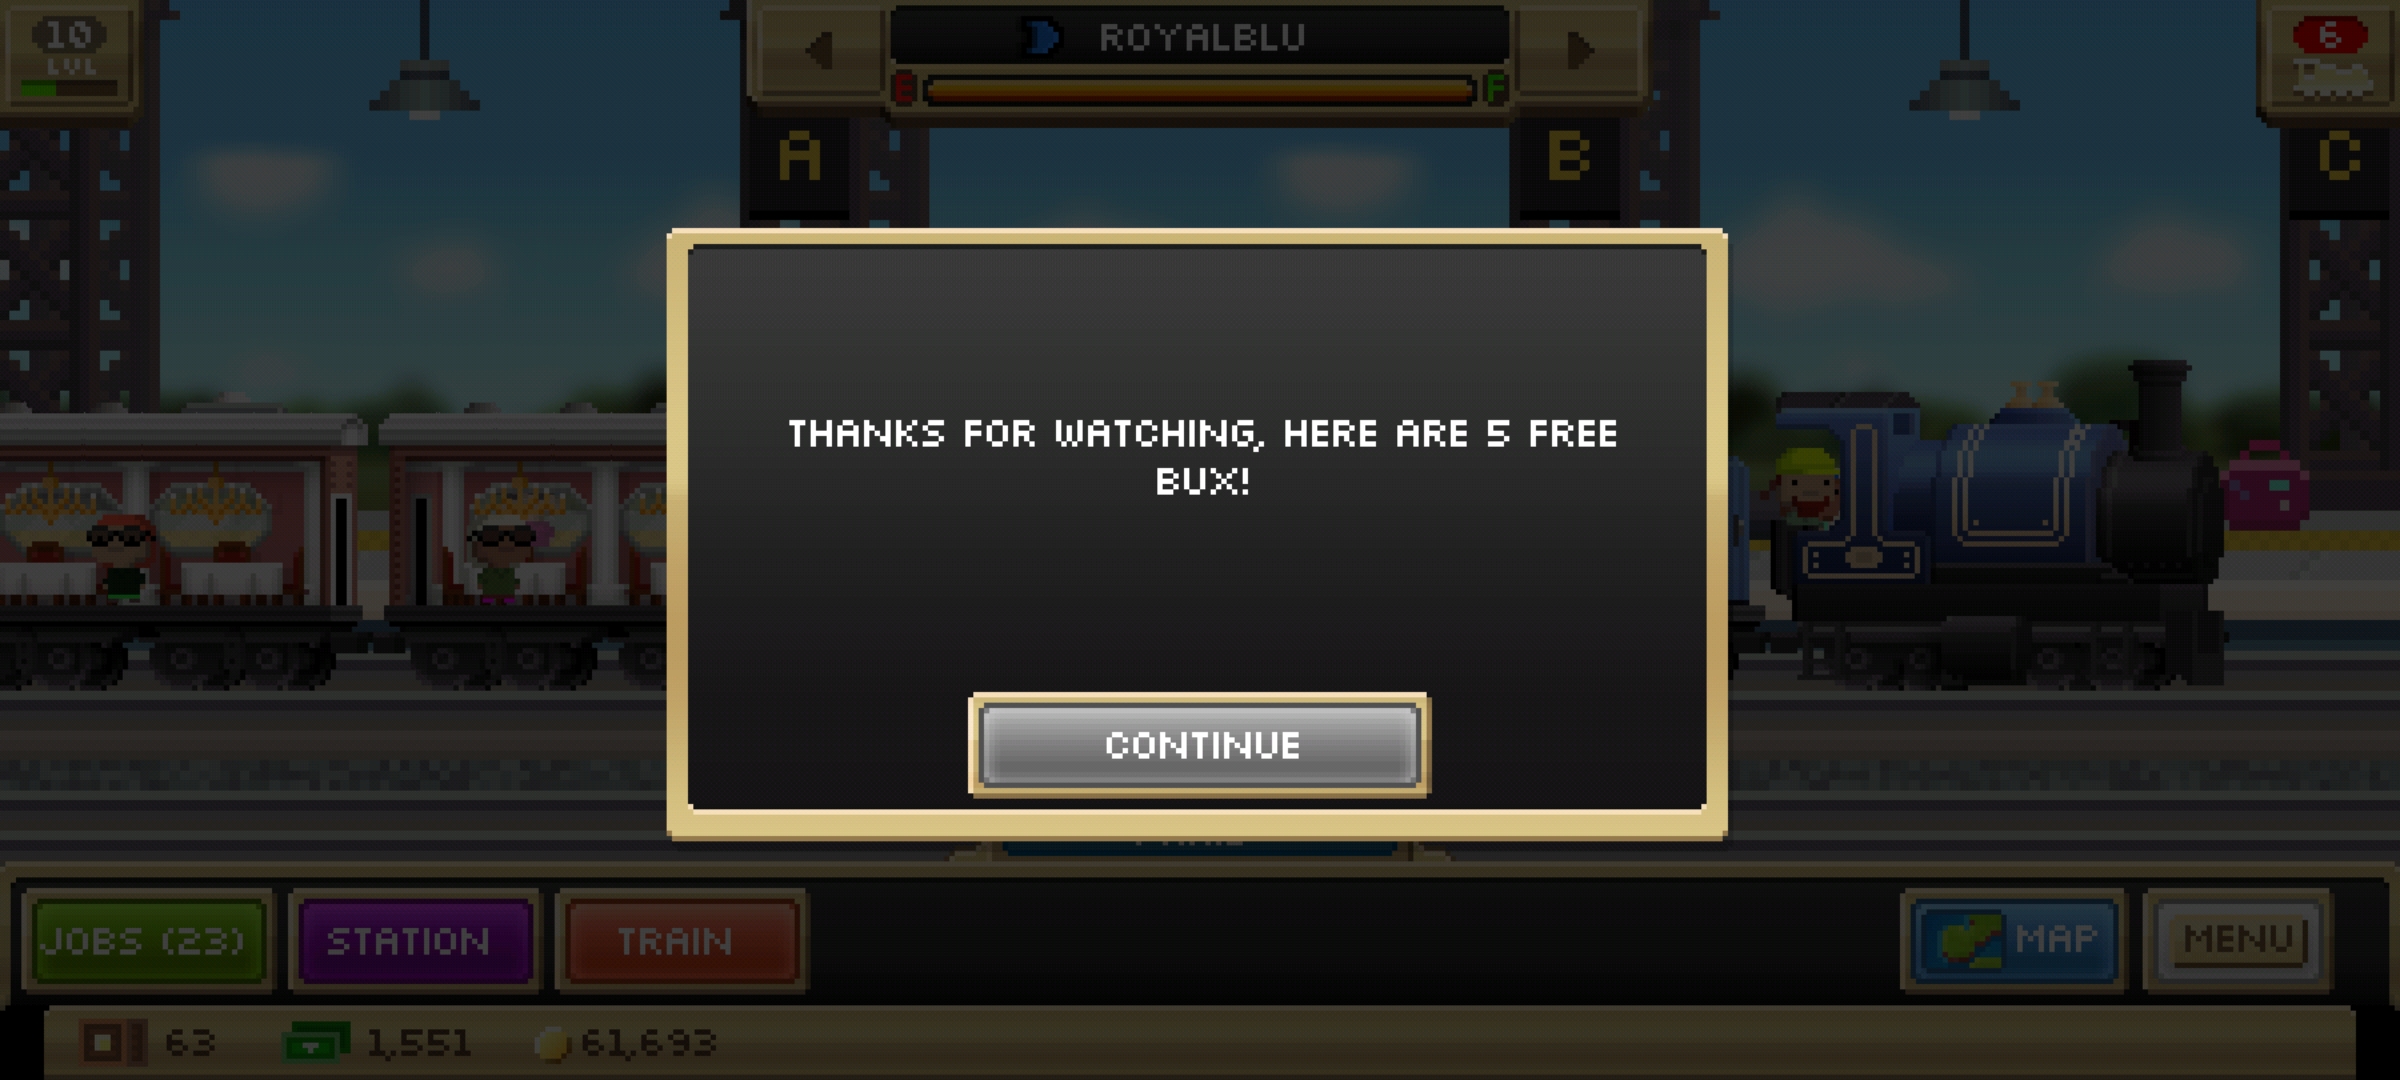 10
LVL
ROYALBLU
6
E
F
A
B
C
THANKS FOR WATCHING, HERE ARE 5 FREE
BUX!
CONTINUE
JOBS (23)
STATION
TRAIN
MAP
MENU
63
1,551
61,693